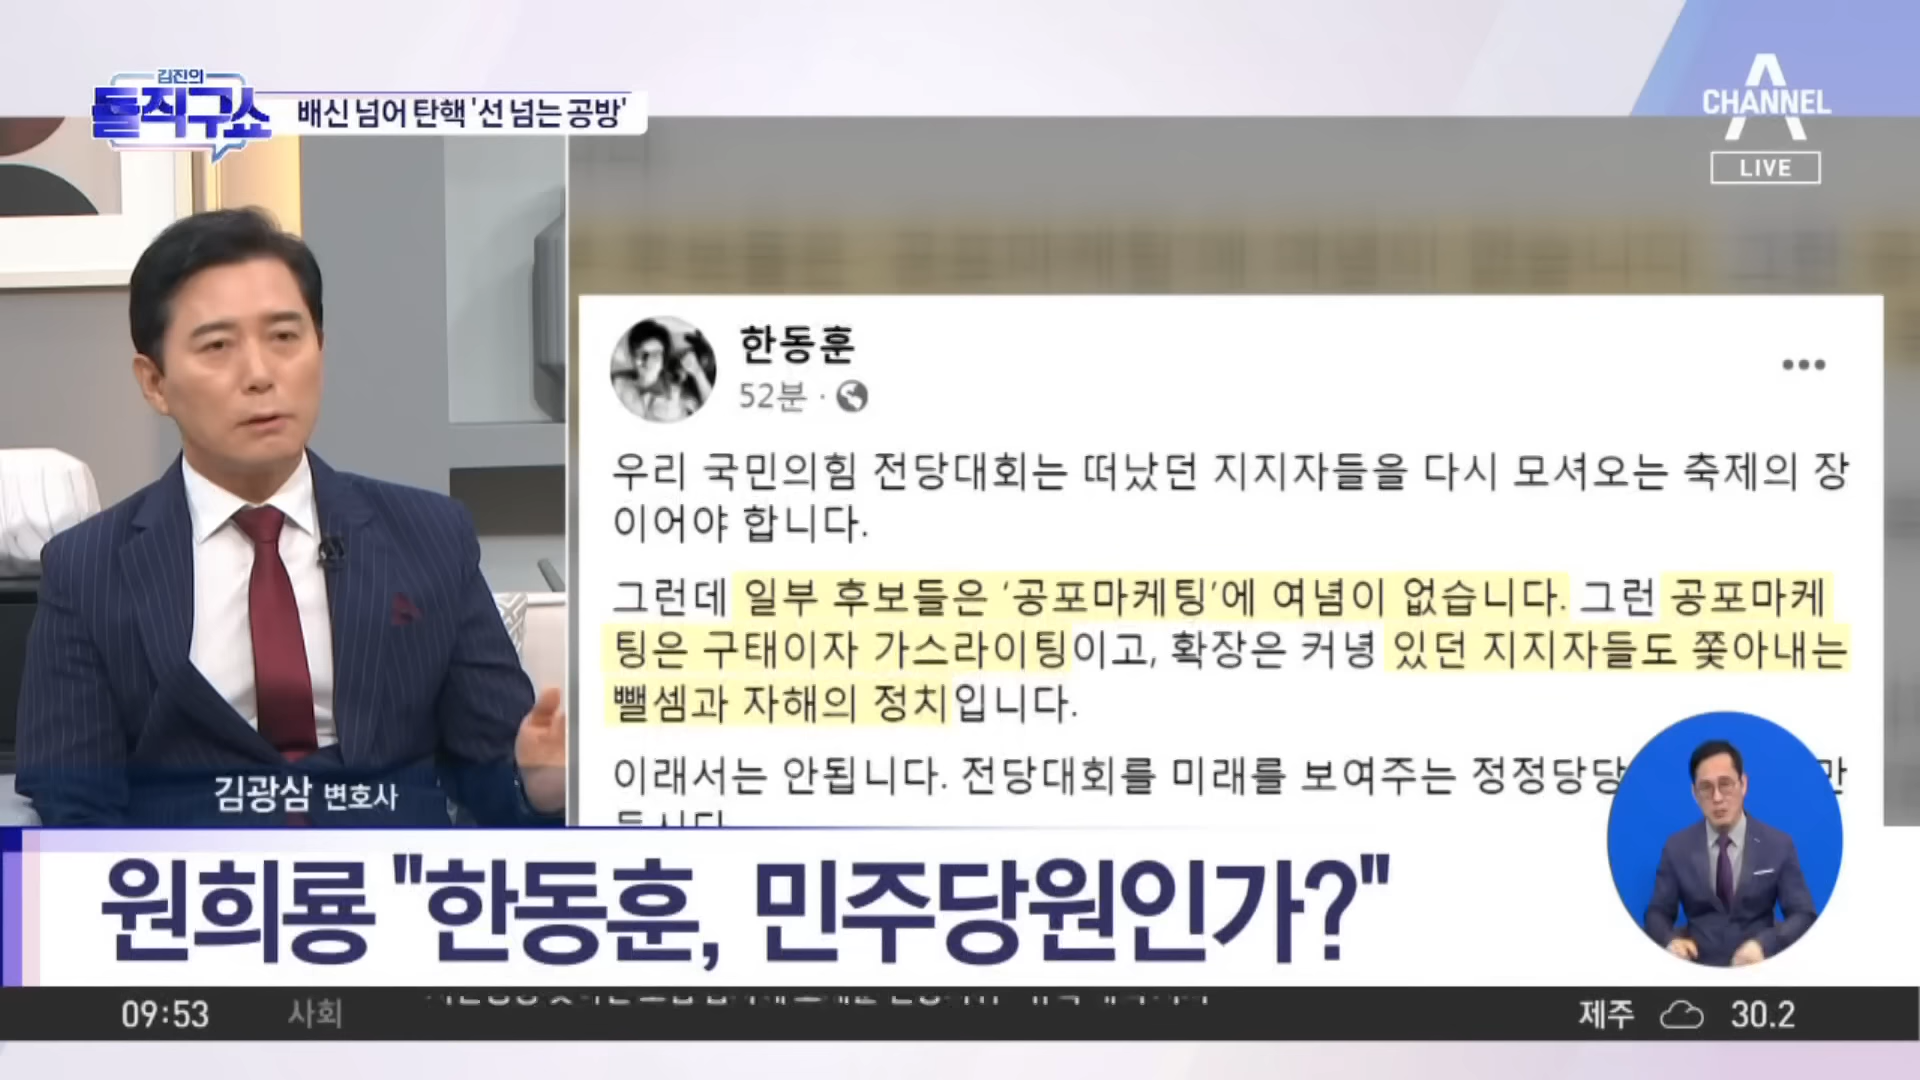 김진의
돌직구쇼
배신 넘어 탄핵 '선 넘는 공방'
CHANNEL A
LIVE
한동훈
52분 ·
우리 국민의힘 전당대회는 떠났던 지지자들을 다시 모셔오는 축제의 장
이어야 합니다.
그런데 일부 후보들은 '공포마케팅'에 여념이 없습니다. 그런 공포마케
팅은 구태이자 가스라이팅이고, 확장은 커녕 있던 지지자들도 쫓아내는
뺄셈과 자해의 정치입니다.
이래서는 안됩니다. 전당대회를 미래를 보여주는 정정당당 만
김광삼 변호사
원희룡 "한동훈, 민주당원인가?"
09:53 사회
제주 30.2